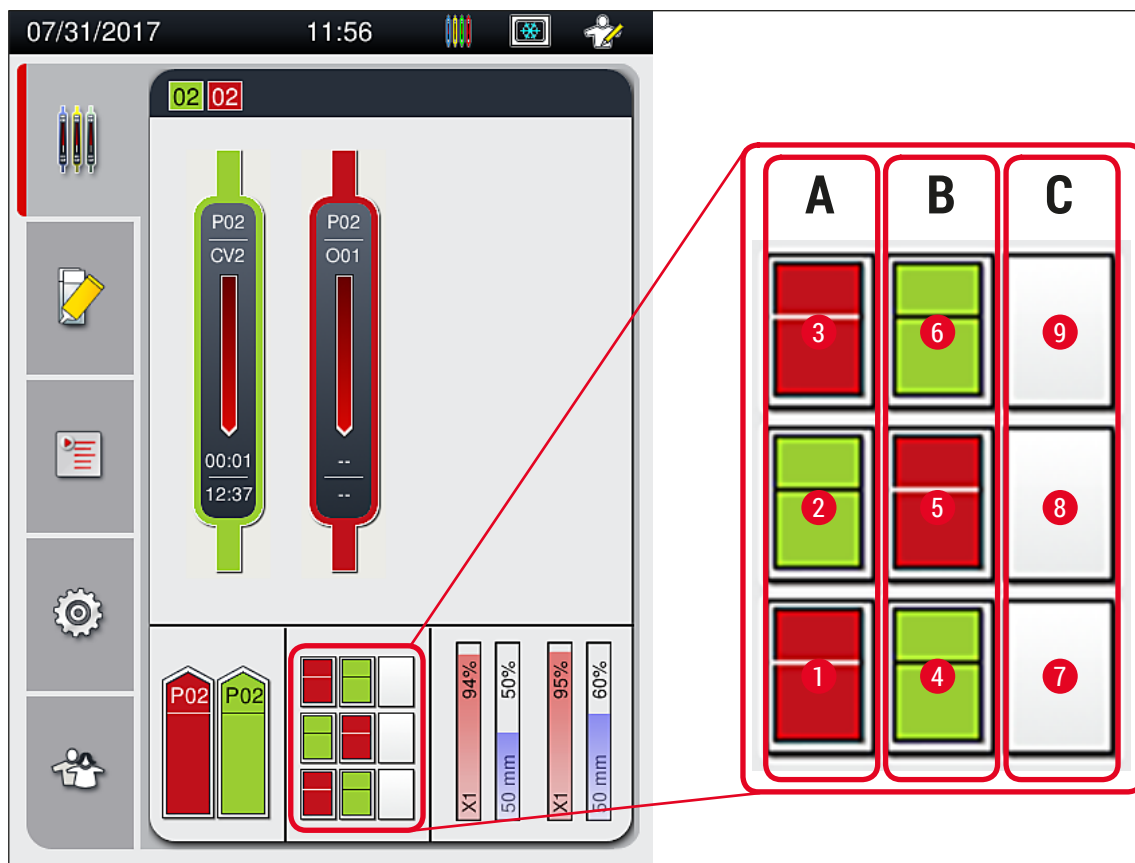 07/31/2017 11:56
02 02
P02 P02
CV2 O01
00:01 --
12:37 --
P02 P02
X1 94%
50 mm 50%
X1 95%
60 mm 60%
A B C
3 6 9
2 5 8
1 4 7